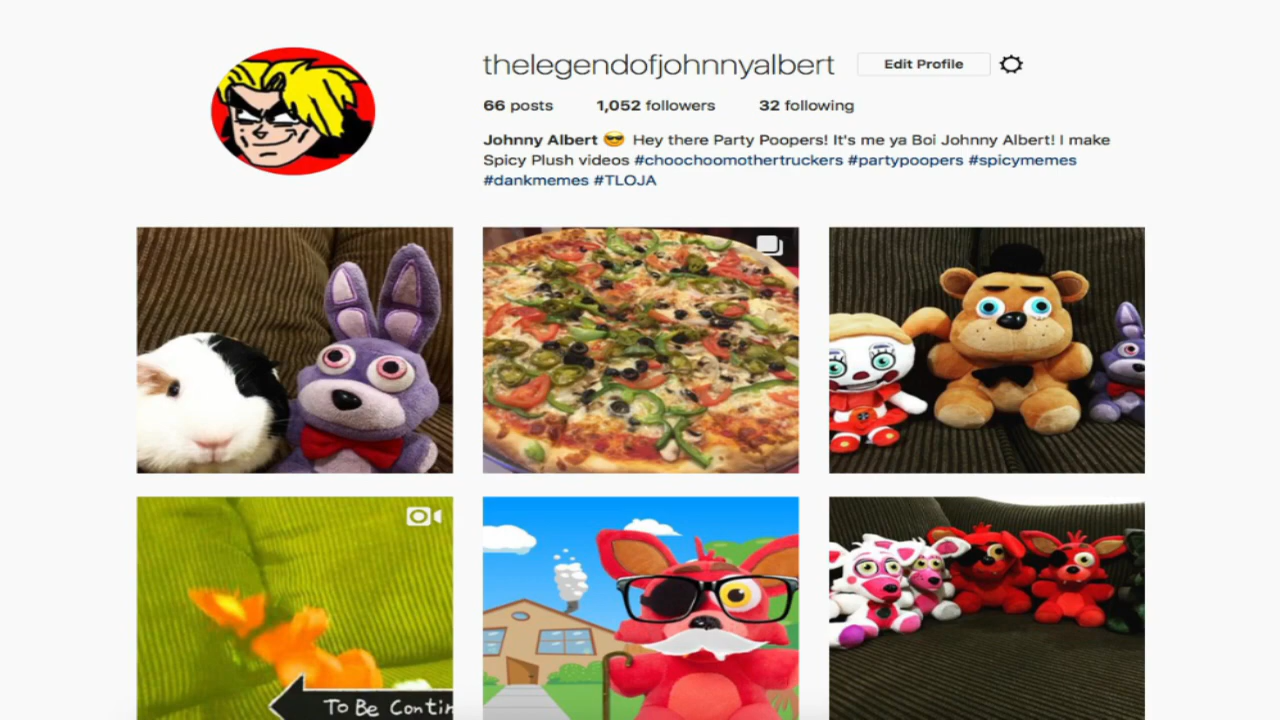 thelegendofjohnnyalbert Edit Profile
66 posts 1,052 followers 32 following
Johnny Albert 😎 Hey there Party Poopers! It's me ya Boi Johnny Albert! I make
Spicy Plush videos #choochoomothertruckers #partypoopers #spicymemes
#dankmemes #TLOJA
To Be Contin